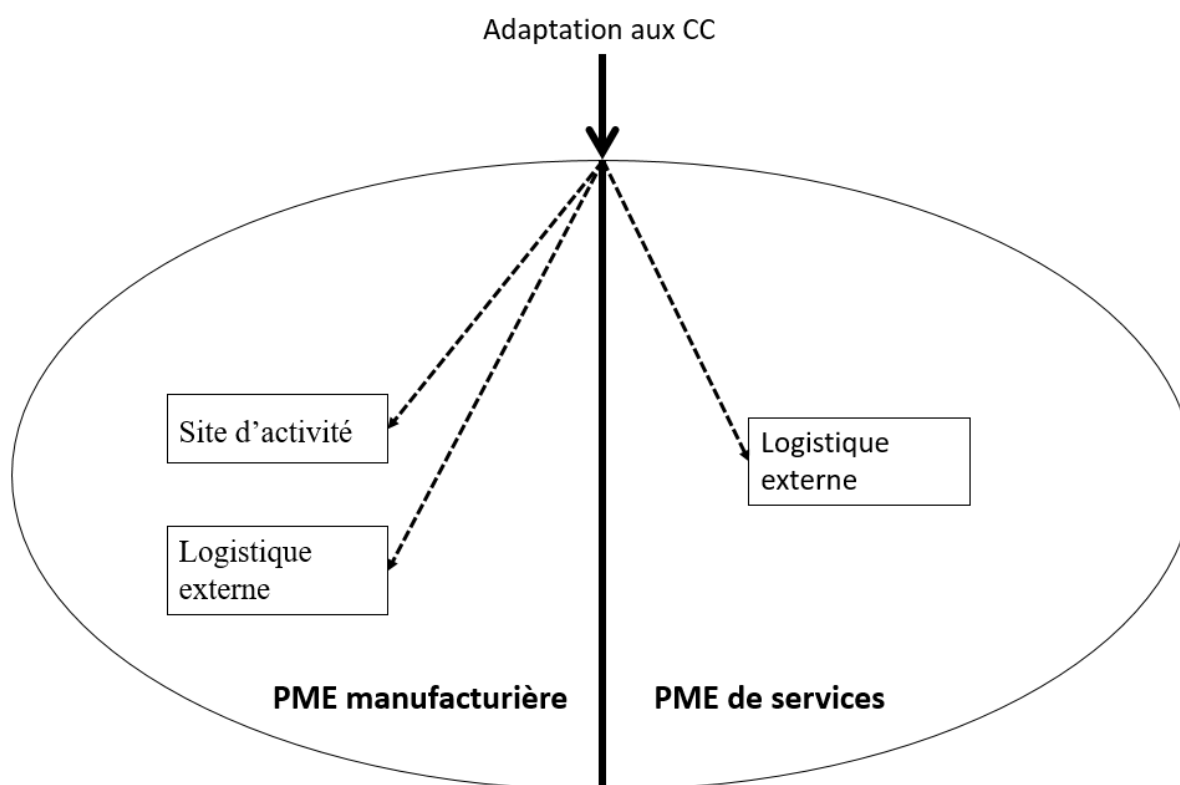 Adaptation aux CC
Site d’activité
Logistique
externe
Logistique
externe
PME manufacturière
PME de services